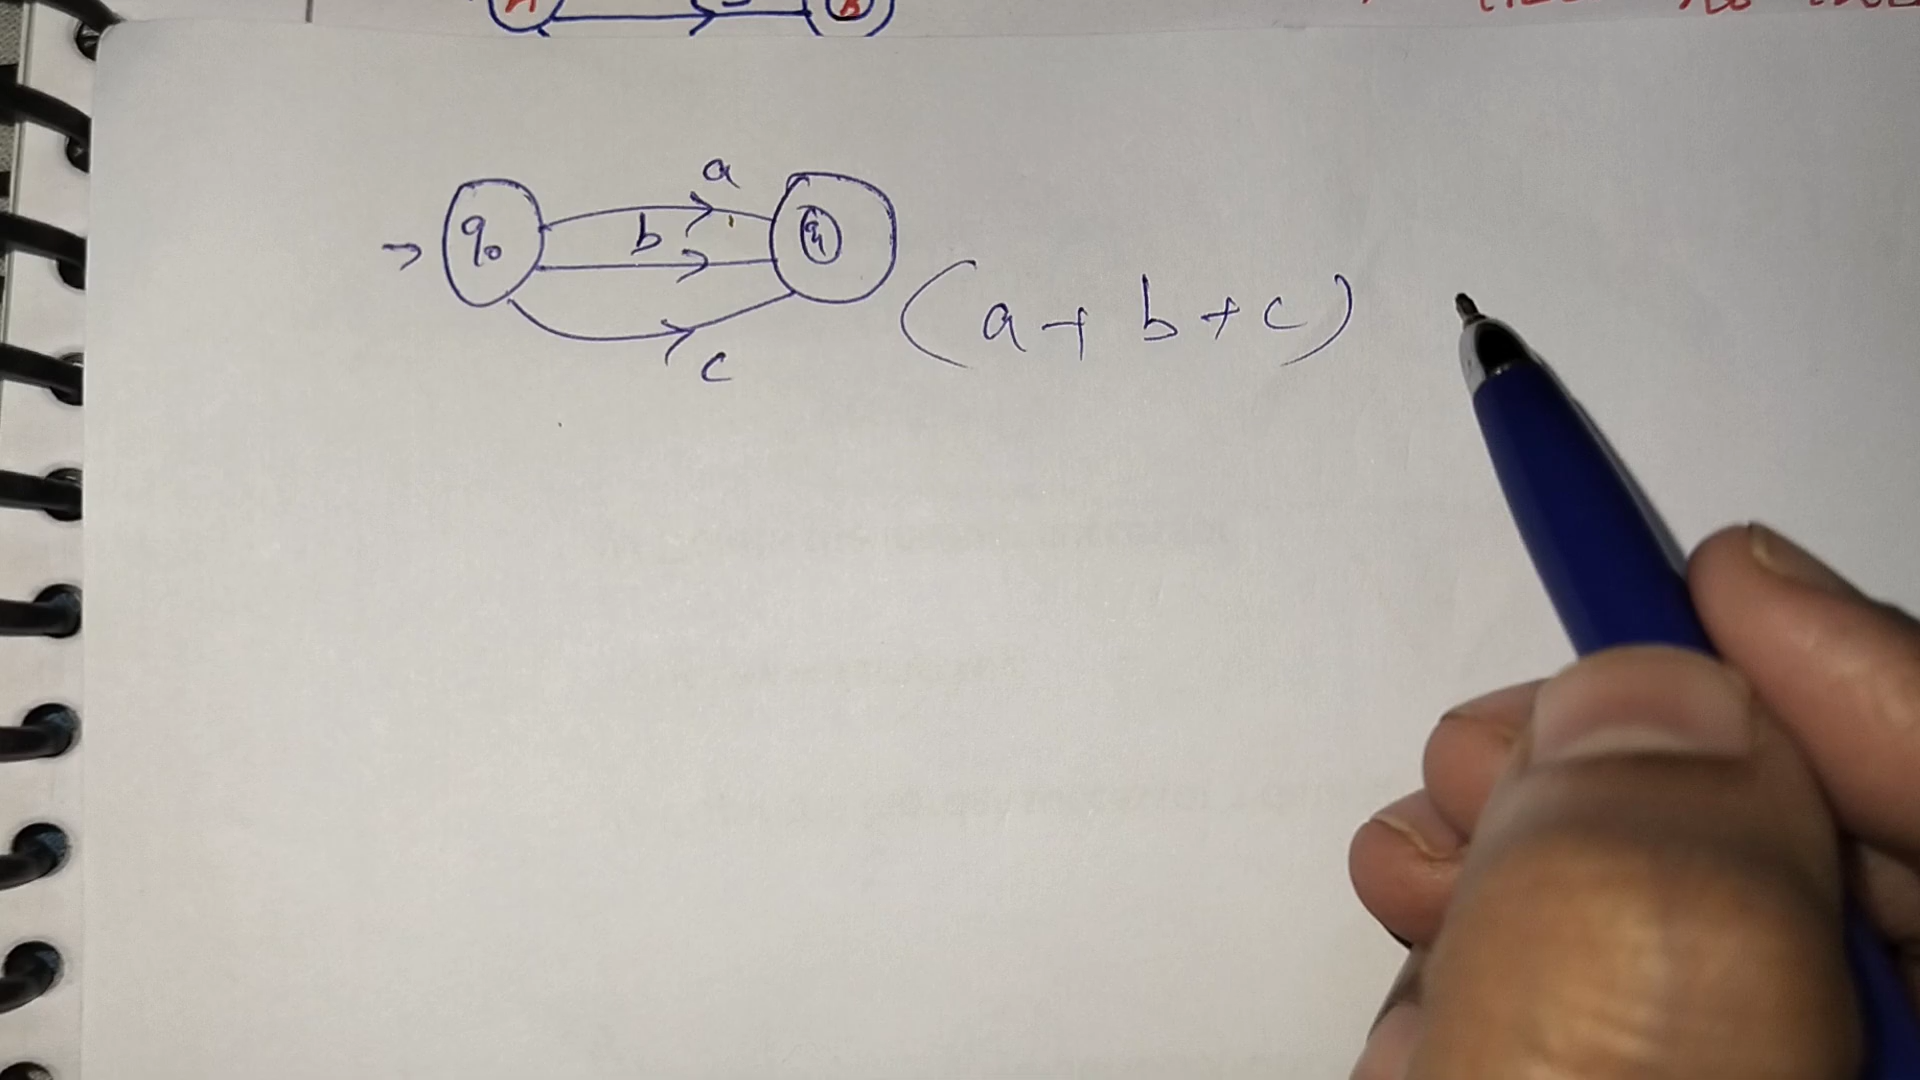 A B
a
q₀ b q₁
(a + b + c)
c